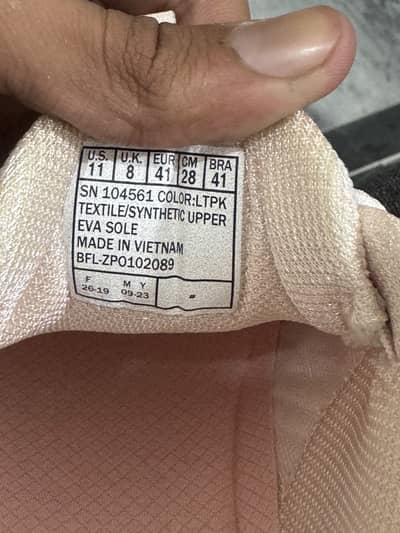 U.S. U.K. EUR CM BRA
11 8 41 28 41
SN 104561 COLOR:LTPK
TEXTILE/SYNTHETIC UPPER
EVA SOLE
MADE IN VIETNAM
BFL-ZPO102089
F M Y
26-19 09-23